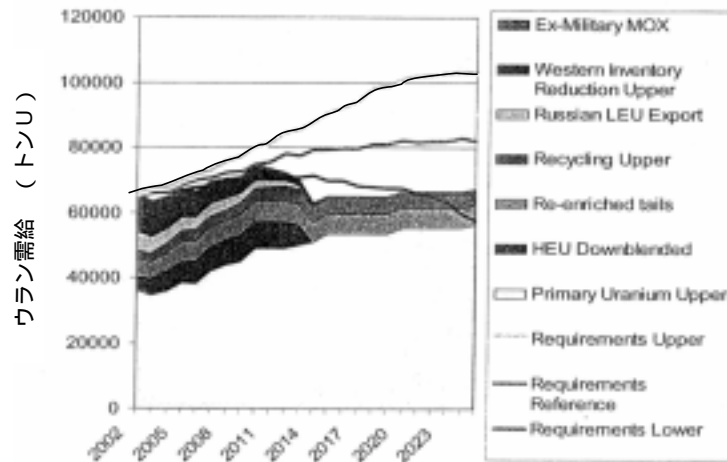 120000
100000
80000
60000
40000
20000
0
ウラン需給 （トンU）
2002
2005
2008
2011
2014
2017
2020
2023
Ex-Military MOX
Western Inventory
Reduction Upper
Russian LEU Export
Recycling Upper
Re-enriched tails
HEU Downblended
Primary Uranium Upper
Requirements Upper
Requirements
Reference
Requirements Lower